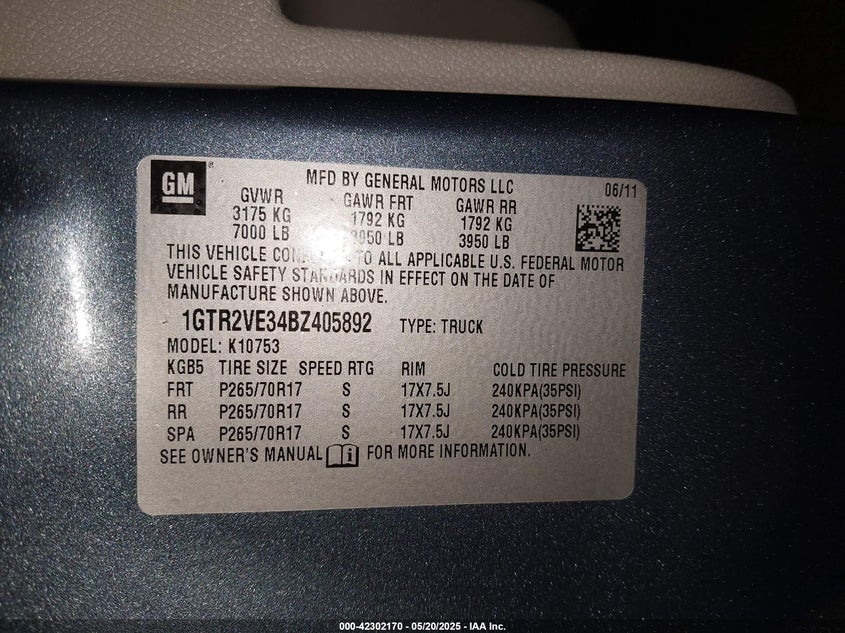 GM
MFD BY GENERAL MOTORS LLC
06/11
GVWR GAWR FRT GAWR RR
3175 KG 1792 KG 1792 KG
7000 LB 3950 LB 3950 LB
THIS VEHICLE TO ALL APPLICABLE U.S. FEDERAL MOTOR
VEHICLE SAFETY STANDARDS IN EFFECT ON THE DATE OF
MANUFACTURE SHOWN ABOVE.
1GTR2VE34BZ405892 TYPE: TRUCK
MODEL: K10753
KGB5 TIRE SIZE SPEED RTG RIM COLD TIRE PRESSURE
FRT P265/70R17 S 17X7.5J 240KPA(35PSI)
RR P265/70R17 S 17X7.5J 240KPA(35PSI)
SPA P265/70R17 S 17X7.5J 240KPA(35PSI)
SEE OWNER'S MANUAL i FOR MORE INFORMATION.
000-42302170 - 05/20/2025 - IAA Inc.